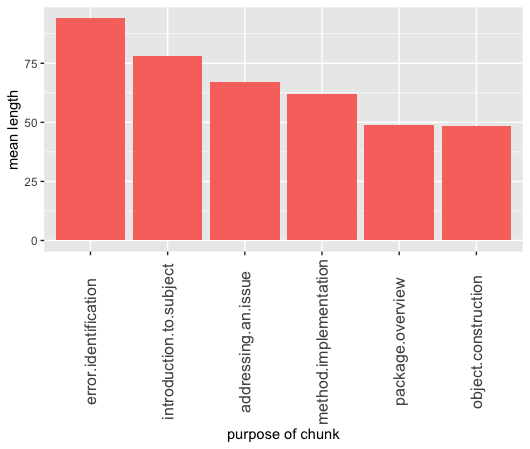 mean length
75
50
25
0
error.identification
introduction.to.subject
addressing.an.issue
method.implementation
package.overview
object.construction
purpose of chunk